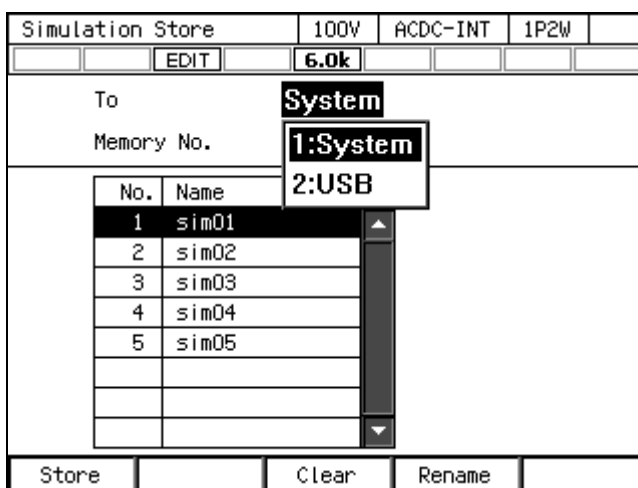 Simulation Store 100V ACDC-INT 1P2W
EDIT 6.0k
To System
Memory No. 1:System
2:USB
No. Name
1 sim01
2 sim02
3 sim03
4 sim04
5 sim05
Store Clear Rename